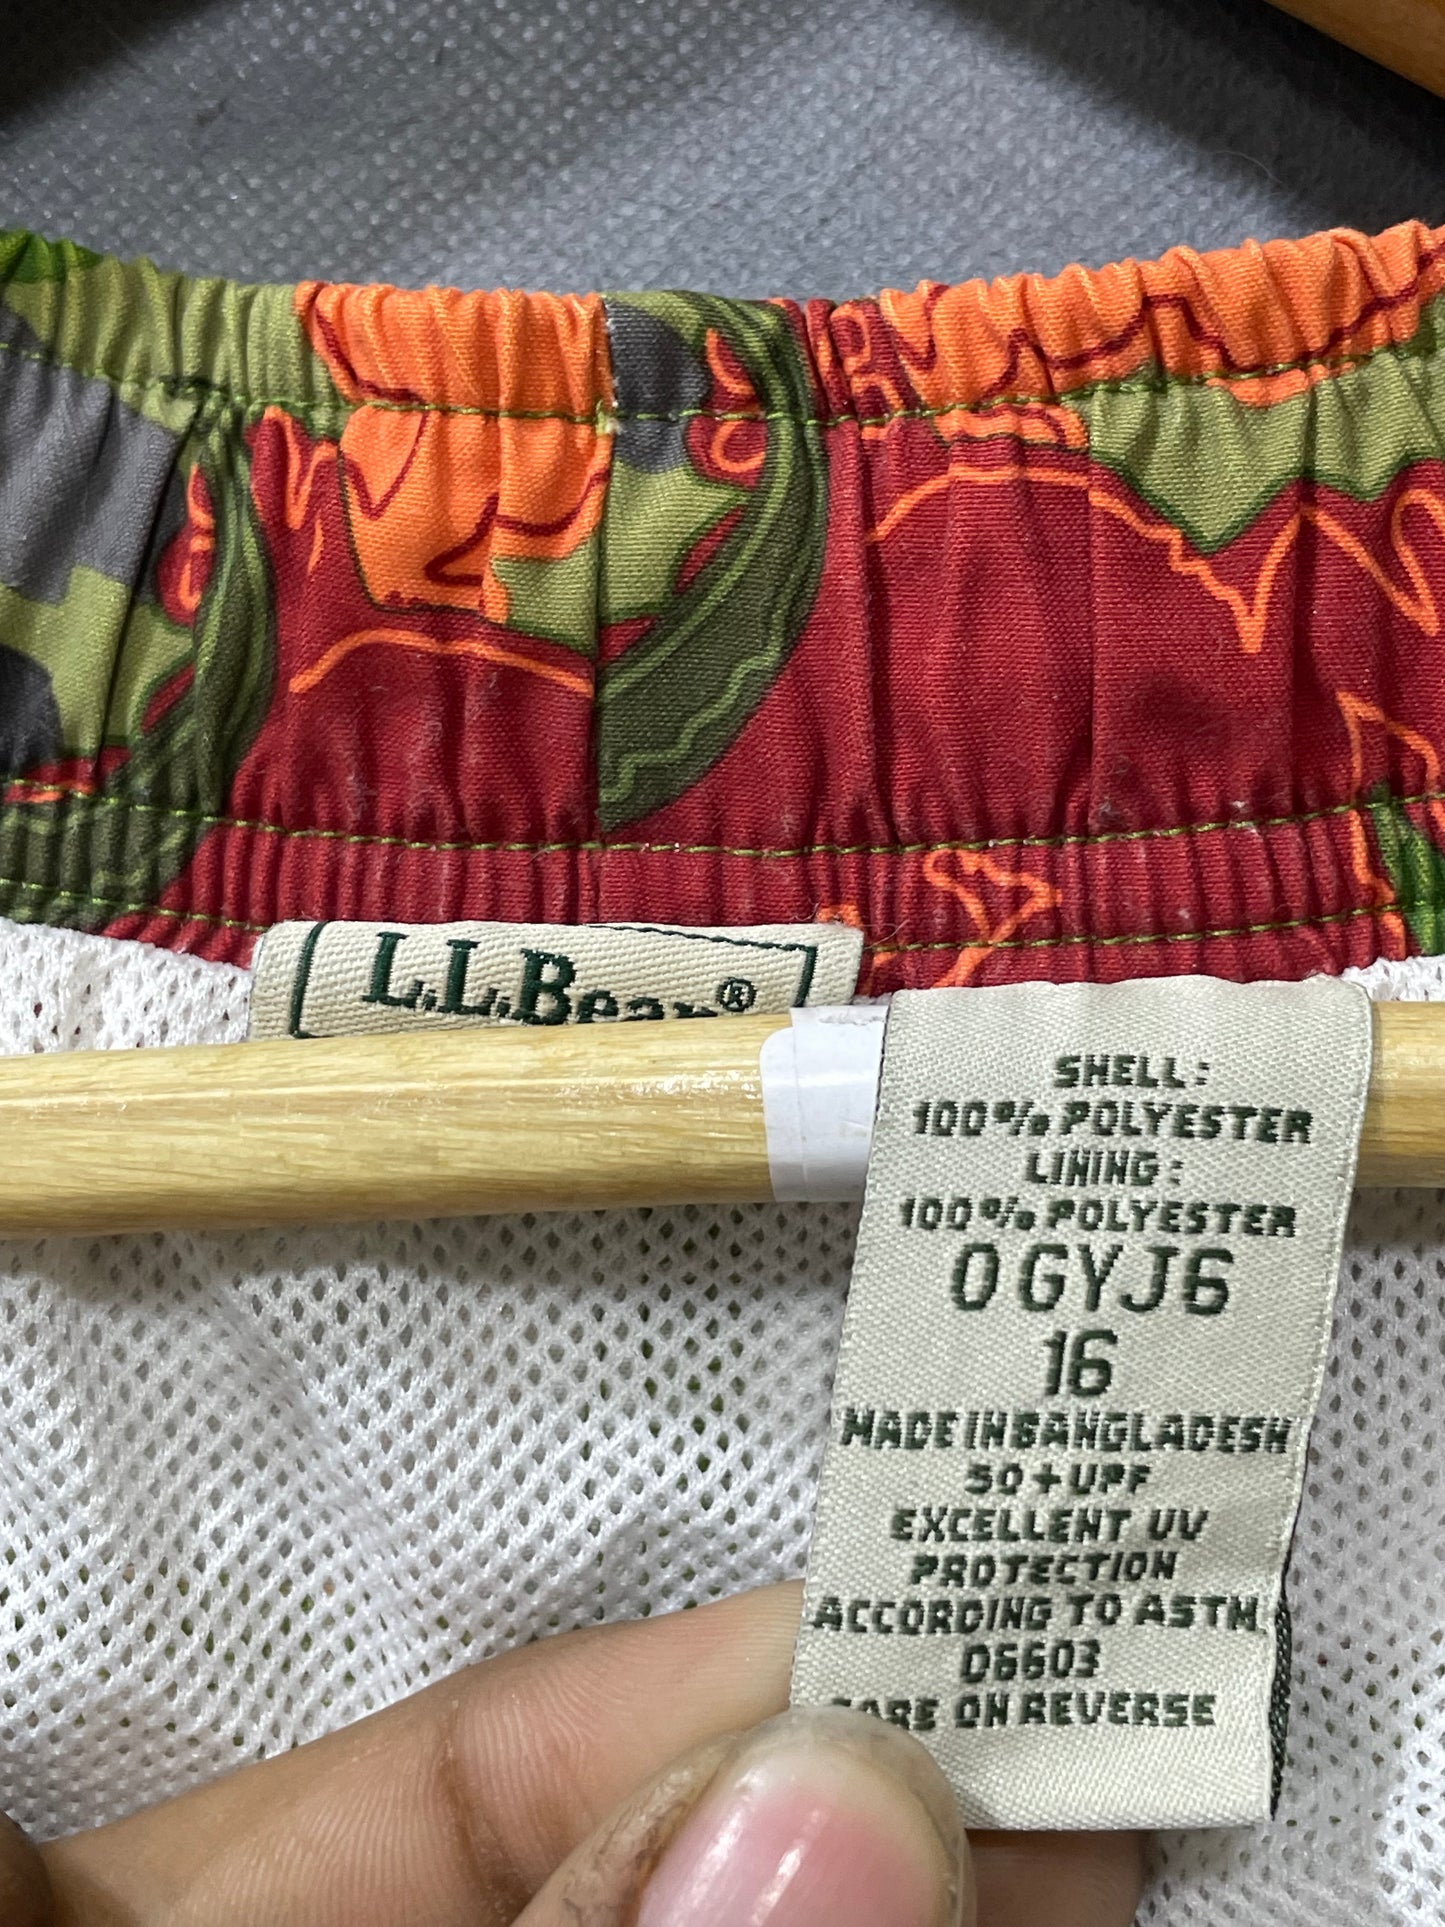 L.L.Bean®
SHELL:
100% POLYESTER
LINING:
100% POLYESTER
0GYJ6
16
MADE IN BANGLADESH
50+UPF
EXCELLENT UV
PROTECTION
ACCORDING TO ASTM
D6603
CARE ON REVERSE